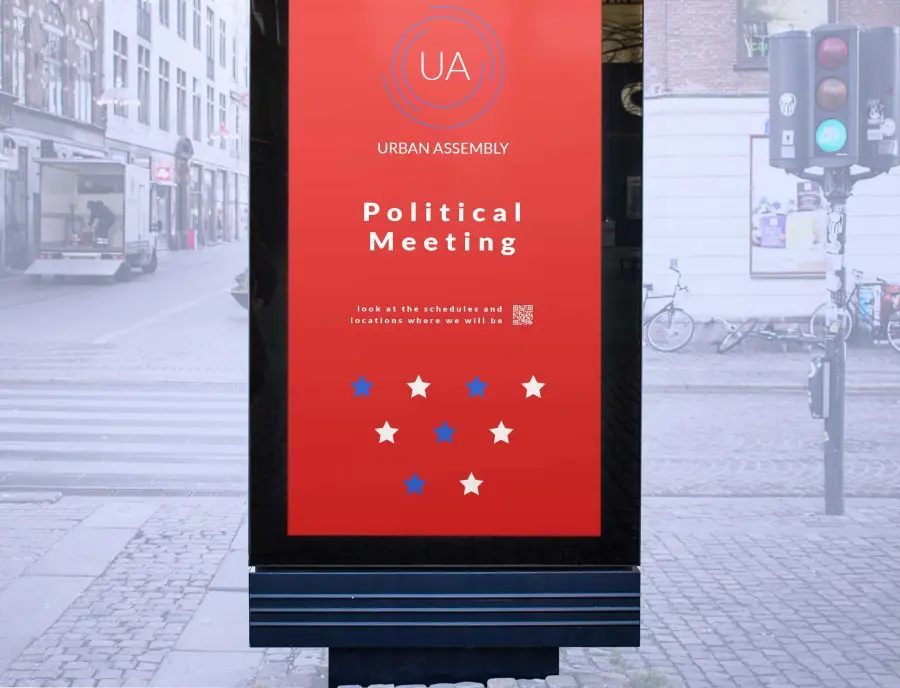 UA
URBAN ASSEMBLY
Political
Meeting
look at the schedules and
locations where we will be